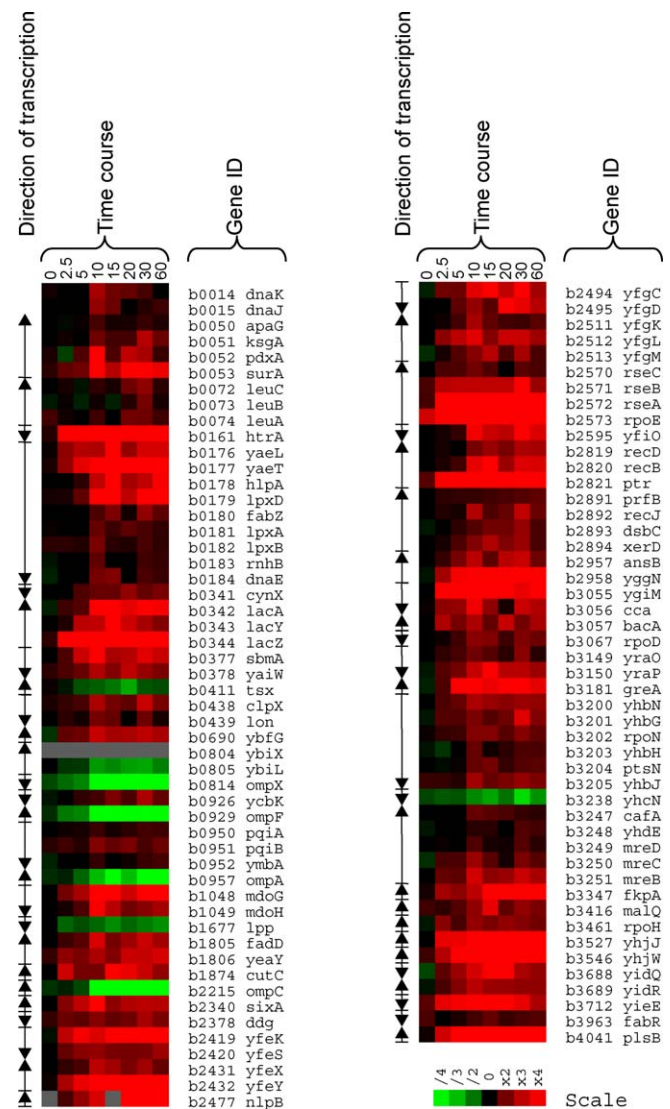 Direction of transcription
Time course
Gene ID
0 2.5 5 10 15 20 30 60
b0014 dnaK
b0015 dnaJ
b0050 apaG
b0051 ksgA
b0052 pdxA
b0053 surA
b0072 leuC
b0073 leuB
b0074 leuA
b0161 htrA
b0176 yaeL
b0177 yaeT
b0178 hlpA
b0179 lpxD
b0180 fabZ
b0181 lpxA
b0182 lpxB
b0183 rnhB
b0184 dnaE
b0341 cynX
b0342 lacA
b0343 lacY
b0344 lacZ
b0377 sbmA
b0378 yaiW
b0411 tsx
b0438 clpX
b0439 lon
b0690 ybfG
b0804 ybiX
b0805 ybiL
b0814 ompX
b0926 ycbK
b0929 ompF
b0950 pqiA
b0951 pqiB
b0952 ymbA
b0957 ompA
b1048 mdoG
b1049 mdoH
b1677 lpp
b1805 fadD
b1806 yeaY
b1874 cutC
b2215 ompC
b2340 sixA
b2378 ddg
b2419 yfeK
b2420 yfeS
b2431 yfeX
b2432 yfeY
b2477 nlpB
Direction of transcription
Time course
Gene ID
0 2.5 5 10 15 20 30 60
b2494 yfgC
b2495 yfgD
b2511 yfgK
b2512 yfgL
b2513 yfgM
b2570 rseC
b2571 rseB
b2572 rseA
b2573 rpoE
b2595 yfiO
b2819 recD
b2820 recB
b2821 ptr
b2891 prfB
b2892 recJ
b2893 dsbC
b2894 xerD
b2957 ansB
b2958 yggN
b3055 ygiM
b3056 cca
b3057 bacA
b3067 rpoD
b3149 yraO
b3150 yraP
b3181 greA
b3200 yhbN
b3201 yhbG
b3202 rpoN
b3203 yhbH
b3204 ptsN
b3205 yhbJ
b3238 yhcN
b3247 cafA
b3248 yhdE
b3249 mreD
b3250 mreC
b3251 mreB
b3347 fkpA
b3416 malQ
b3461 rpoH
b3527 yhjJ
b3546 yhjW
b3688 yidQ
b3689 yidR
b3712 yieE
b3963 fabR
b4041 plsB
/4 /3 /2 0 x2 x3 x4
Scale